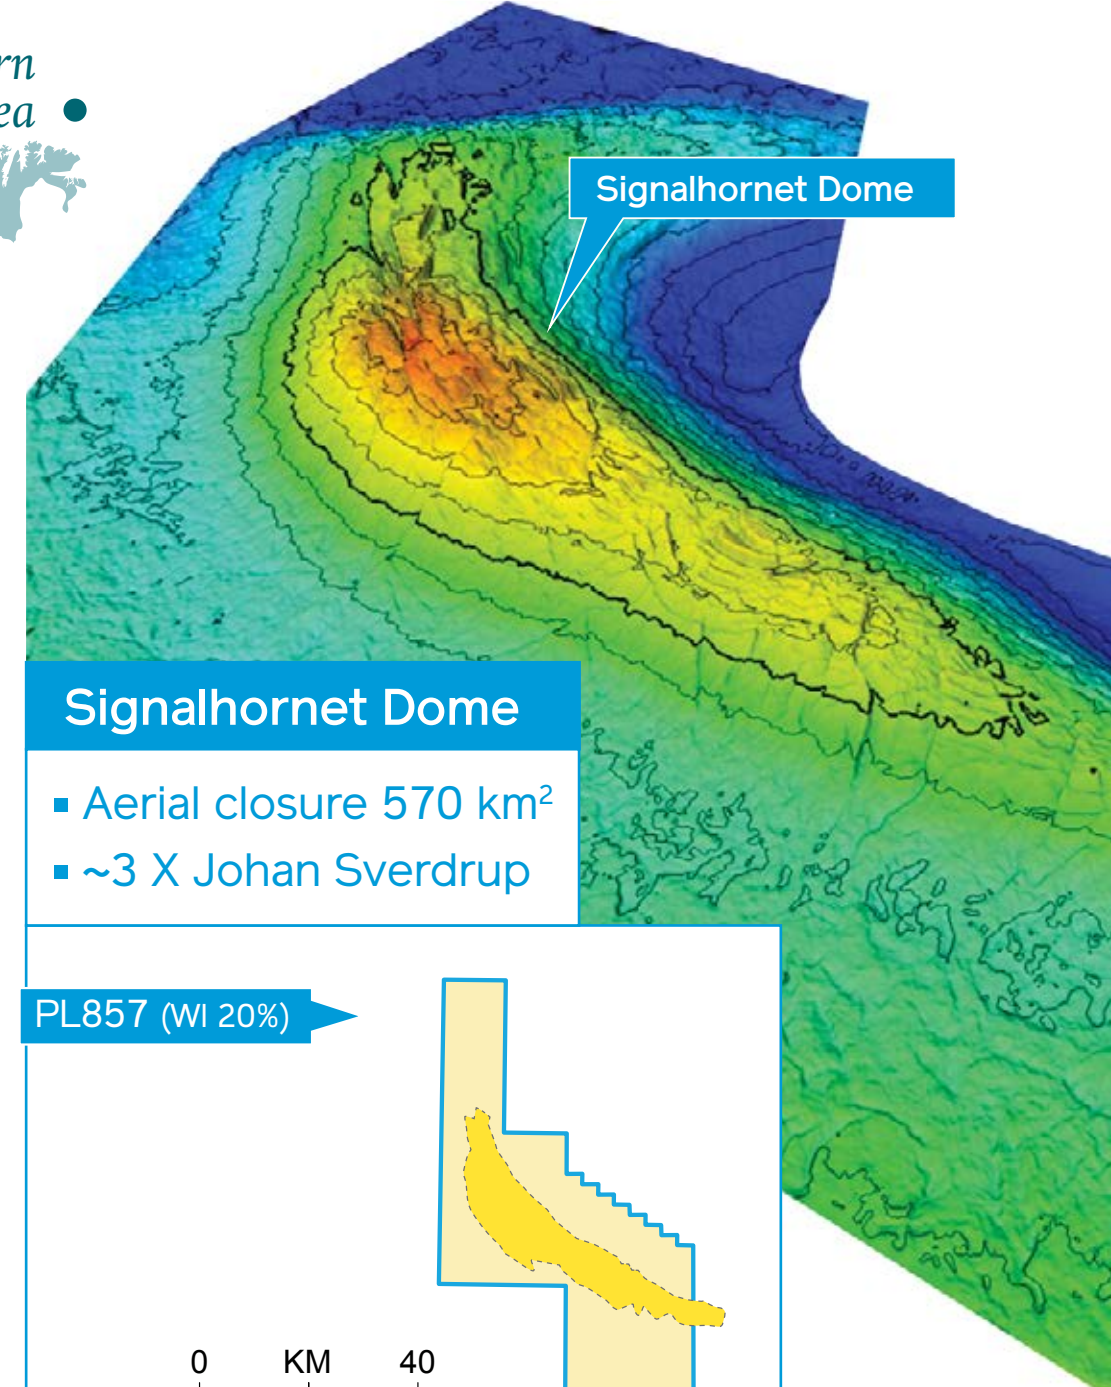 Signalhornet Dome
Signalhornet Dome
▪ Aerial closure 570 km²
▪ ~3 X Johan Sverdrup
PL857 (WI 20%)
0 KM 40